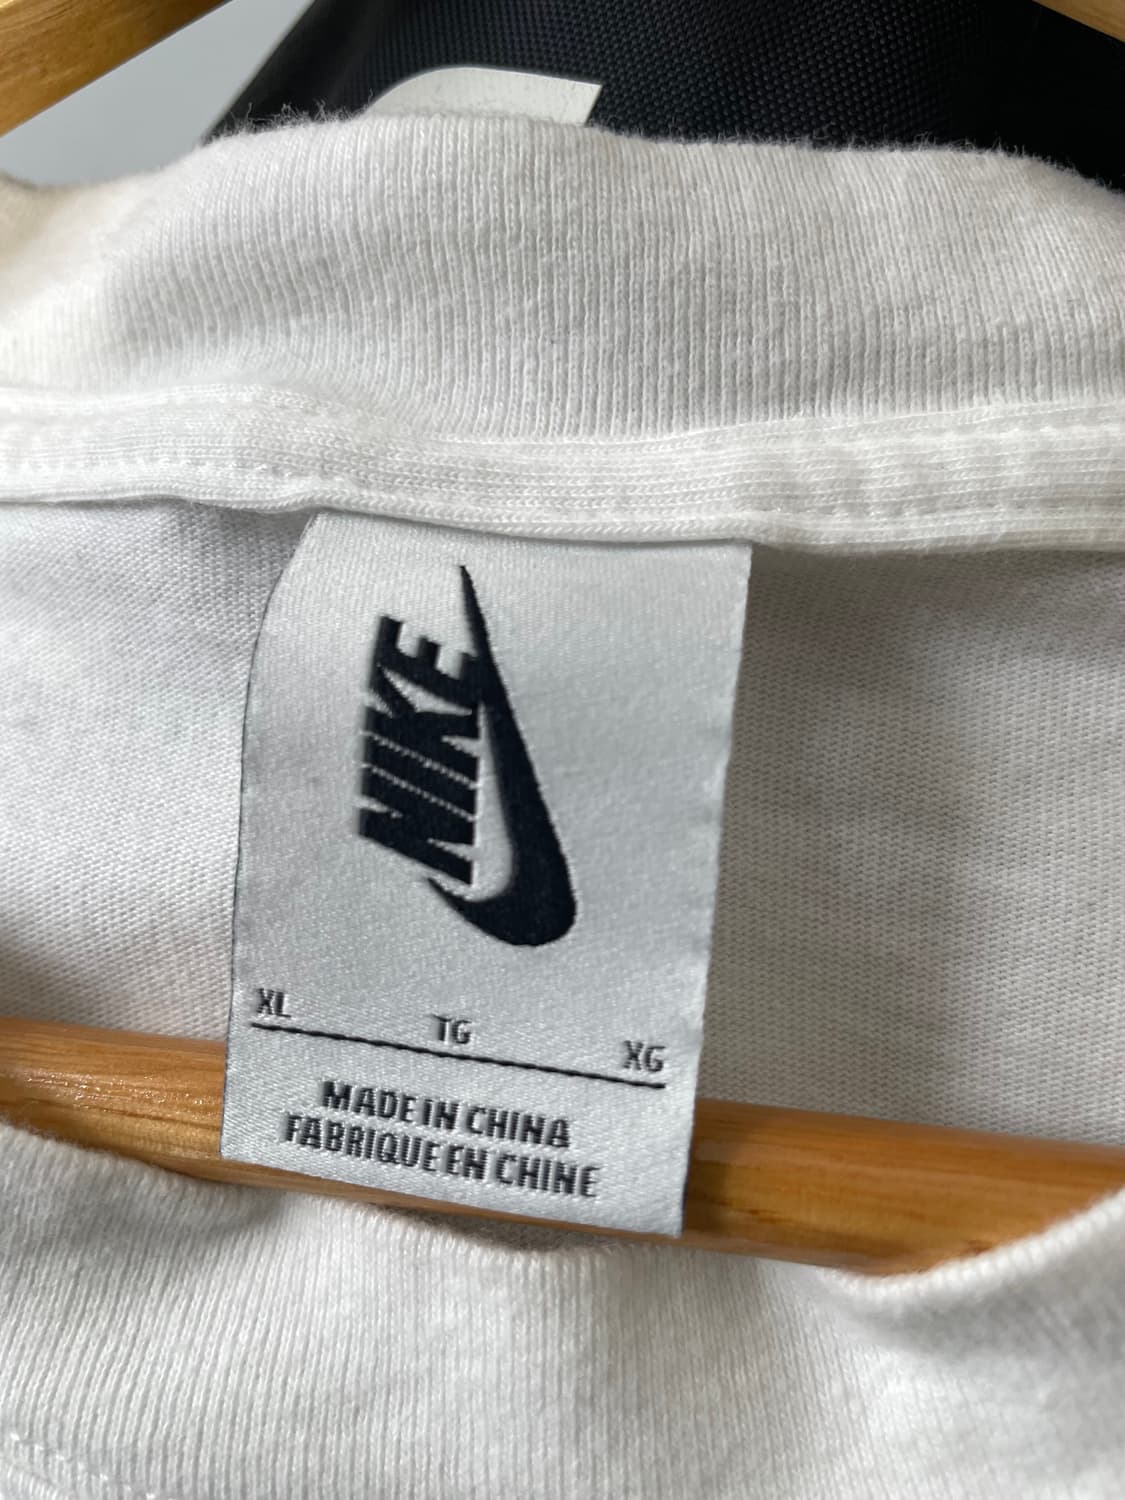 NIKE
XL TG XG
MADE IN CHINA
FABRIQUE EN CHINE